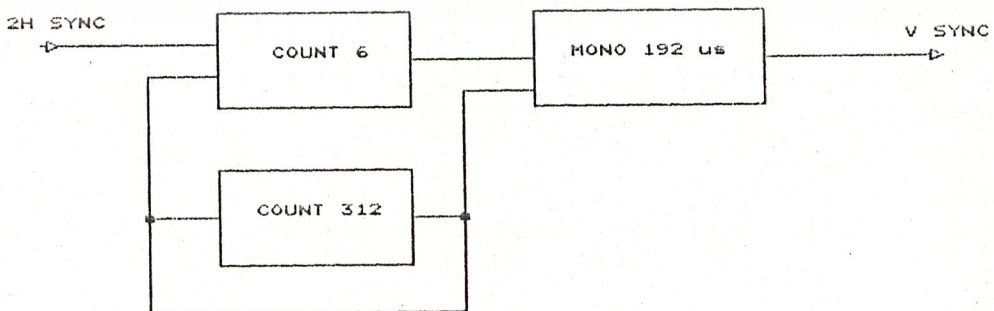 2H SYNC
COUNT 6
MONO 192 us
V SYNC
COUNT 312